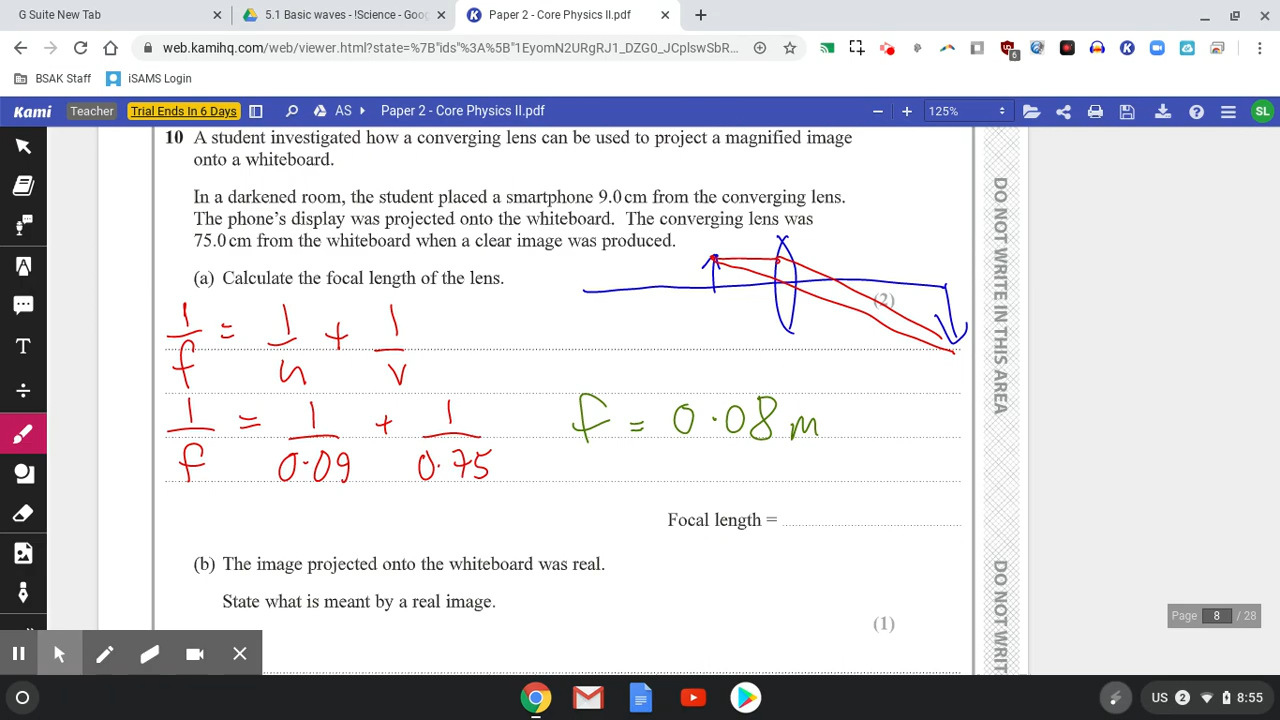 G Suite New Tab
5.1 Basic waves - !Science - Goo
Paper 2 - Core Physics II.pdf
web.kamihq.com/web/viewer.html?state=%7B"ids"%3A%5B"1EyomN2URgRJ1_DZG0_JCplswSbR...
6
BSAK Staff
iSAMS Login
Kami
Teacher
Trial Ends In 6 Days
AS
Paper 2 - Core Physics II.pdf
125%
SL
10 A student investigated how a converging lens can be used to project a magnified image
onto a whiteboard.
In a darkened room, the student placed a smartphone 9.0 cm from the converging lens.
The phone's display was projected onto the whiteboard. The converging lens was
75.0 cm from the whiteboard when a clear image was produced.
(a) Calculate the focal length of the lens.
(2)
1/f = 1/u + 1/v
1/f = 1/0.09 + 1/0.75
f = 0.08 m
Focal length =
(b) The image projected onto the whiteboard was real.
State what is meant by a real image.
(1)
DO NOT WRITE IN THIS AREA
DO NOT WRIT
Page 8 / 28
US 2 8:55